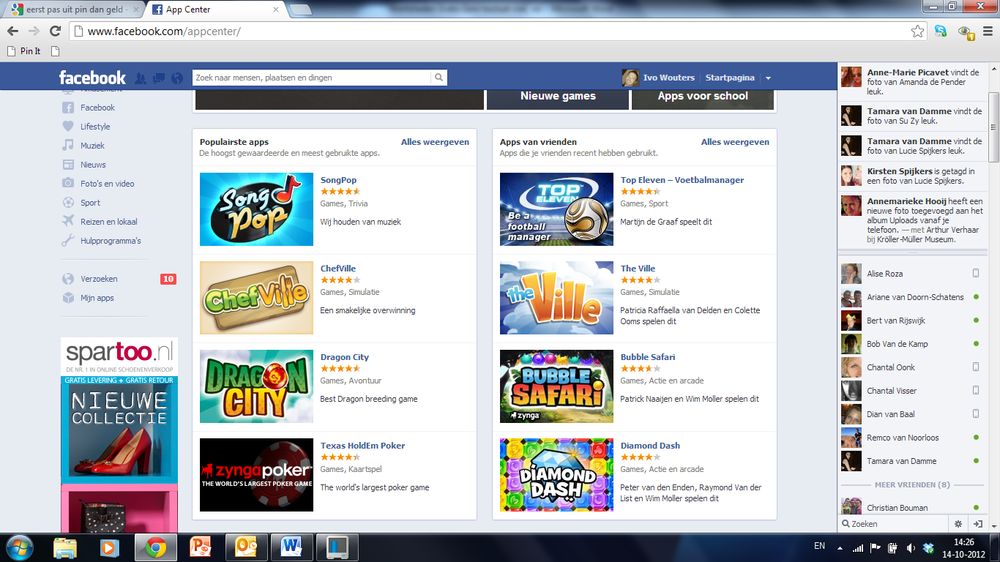 eerst pas uit pin dan geld -
App Center
www.facebook.com/appcenter/
Pin It
facebook
Zoek naar mensen, plaatsen en dingen
Ivo Wouters
Startpagina
Amusement
Facebook
Lifestyle
Muziek
Nieuws
Foto's en video
Sport
Reizen en lokaal
Hulpprogramma's
Verzoeken
10
Mijn apps
spartoo.nl
DE NR. 1 IN ONLINE SCHOENENVERKOOP
GRATIS LEVERING + GRATIS RETOUR
NIEUWE
COLLECTIE
Nieuwe games
Apps voor school
Populairste apps
Alles weergeven
De hoogst gewaardeerde en meest gebruikte apps.
Song
Pop
SongPop
Games, Trivia
Wij houden van muziek
ChefVille
ChefVille
Games, Simulatie
Een smakelijke overwinning
DRAGON
CITY
Dragon City
Games, Avontuur
Best Dragon breeding game
zyngapoker™
THE WORLD'S LARGEST POKER GAME
Texas HoldEm Poker
Games, Kaartspel
The world's largest poker game
Apps van vrienden
Alles weergeven
Apps die je vrienden recent hebben gebruikt.
TOP
ELEVEN
Be a
football
manager
Top Eleven – Voetbalmanager
Games, Sport
Martijn de Graaf speelt dit
the Ville
The Ville
Games, Simulatie
Patricia Raffaella van Delden en Colette
Ooms spelen dit
BUBBLE
SAFARI
zynga
Bubble Safari
Games, Actie en arcade
Patrick Naaijen en Wim Moller spelen dit
DIAMOND
DASH
Diamond Dash
Games, Actie en arcade
Peter van den Enden, Raymond Van der
List en Wim Moller spelen dit
Anne-Marie Picavet vindt de
foto van Amanda de Pender
leuk.
Tamara van Damme vindt de
foto van Su Zy leuk.
Tamara van Damme vindt de
foto van Lucie Spijkers leuk.
Kirsten Spijkers is getagd in
een foto van Lucie Spijkers.
Annemarieke Hooij heeft een
nieuwe foto toegevoegd aan het
album Uploads vanaf je
telefoon. — met Arthur Verhaar
bij Kröller-Müller Museum.
Alise Roza
Ariane van Doorn-Schatens
Bert van Rijswijk
Bob Van de Kamp
Chantal Oonk
Chantal Visser
Dian van Baal
Remco van Noorloos
Tamara van Damme
MEER VRIENDEN (8)
Christian Bouman
Zoeken
EN
14:26
14-10-2012